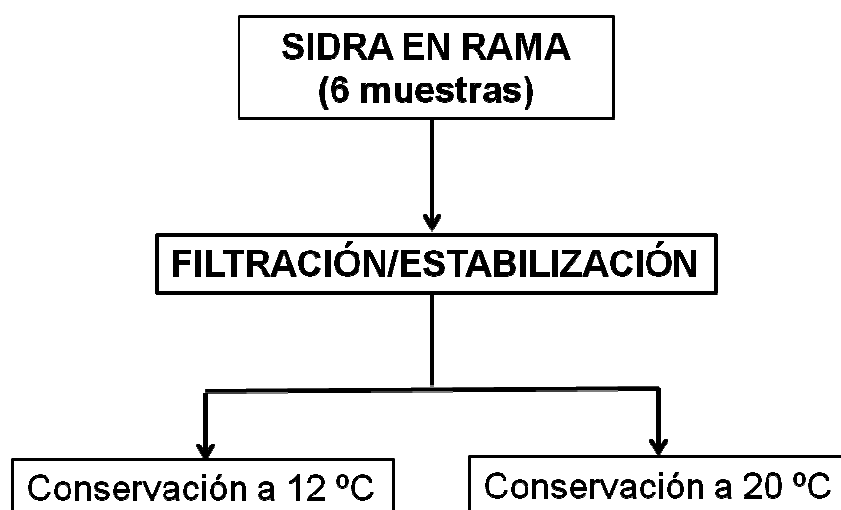 SIDRA EN RAMA
(6 muestras)
FILTRACIÓN/ESTABILIZACIÓN
Conservación a 12 ºC
Conservación a 20 ºC